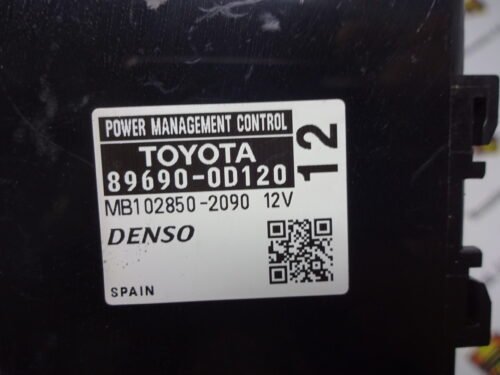 POWER MANAGEMENT CONTROL
TOYOTA
89690-0D120
12
MB102850-2090 12V
DENSO
SPAIN